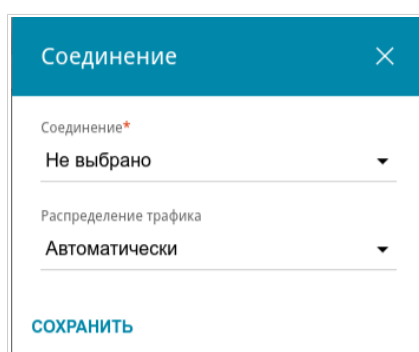 Соединение
Соединение*
Не выбрано
Распределение трафика
Автоматически
СОХРАНИТЬ